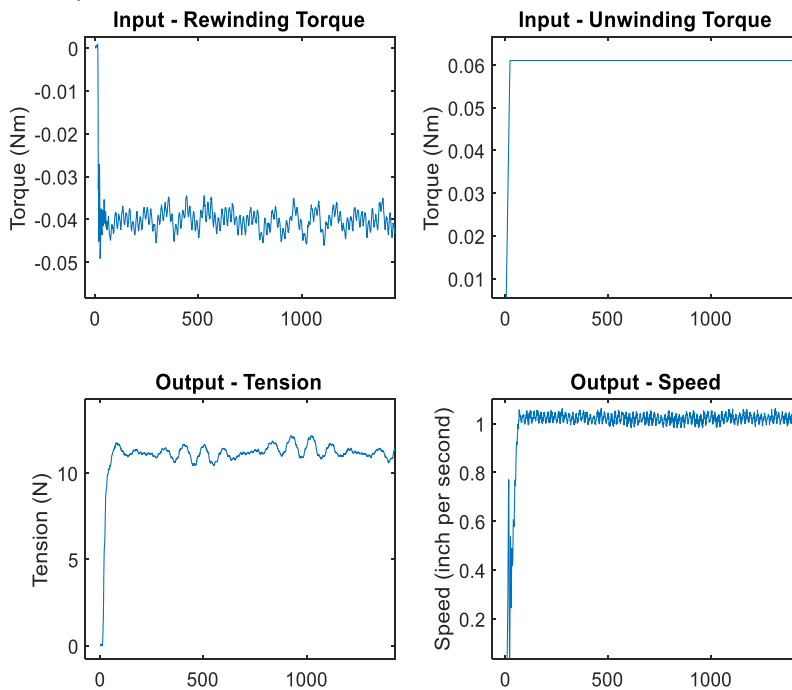 Input - Rewinding Torque
Torque (Nm)
0
-0.01
-0.02
-0.03
-0.04
-0.05
0 500 1000
Input - Unwinding Torque
Torque (Nm)
0.06
0.05
0.04
0.03
0.02
0.01
0 500 1000
Output - Tension
Tension (N)
10
5
0
0 500 1000
Output - Speed
Speed (inch per second)
1
0.8
0.6
0.4
0.2
0 500 1000